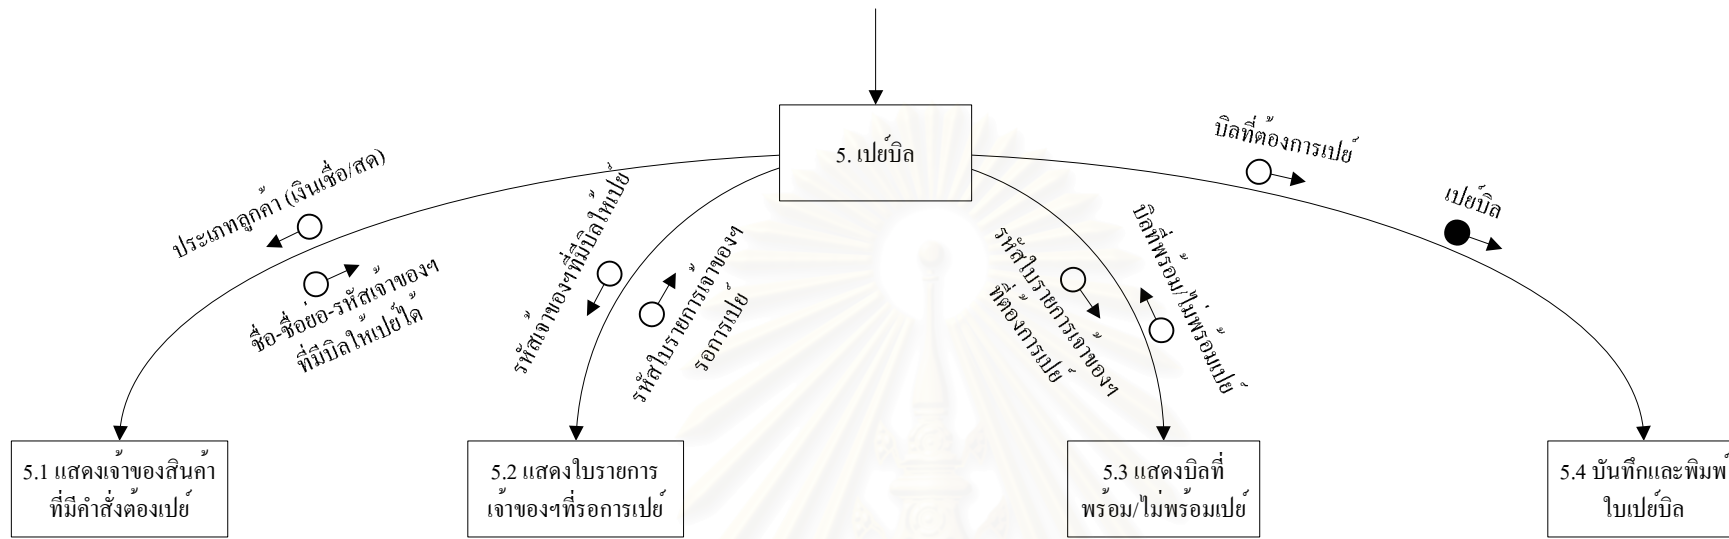 5. เปย์บิล
ประเภทลูกค้า (เงินเชื่อ/สด)
ชื่อ-ชื่อย่อ-รหัสเจ้าของฯ
ที่มีบิลให้เปย์ได้
รหัสเจ้าของฯที่มีบิลให้เปย์
รหัสใบรายการเจ้าของฯ
รอการเปย์
รหัสใบรายการเจ้าของฯ
ที่ต้องการเปย์
บิลที่พร้อม/ไม่พร้อมเปย์
บิลที่ต้องการเปย์
เปย์บิล
5.1 แสดงเจ้าของสินค้า
ที่มีคำสั่งต้องเปย์
5.2 แสดงใบรายการ
เจ้าของฯที่รอการเปย์
5.3 แสดงบิลที่
พร้อม/ไม่พร้อมเปย์
5.4 บันทึกและพิมพ์
ใบเปย์บิล